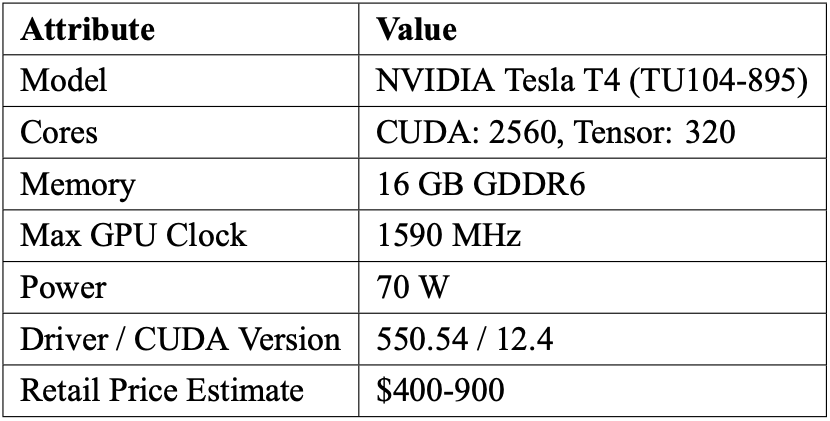 Attribute Value
Model NVIDIA Tesla T4 (TU104-895)
Cores CUDA: 2560, Tensor: 320
Memory 16 GB GDDR6
Max GPU Clock 1590 MHz
Power 70 W
Driver / CUDA Version 550.54 / 12.4
Retail Price Estimate $400-900